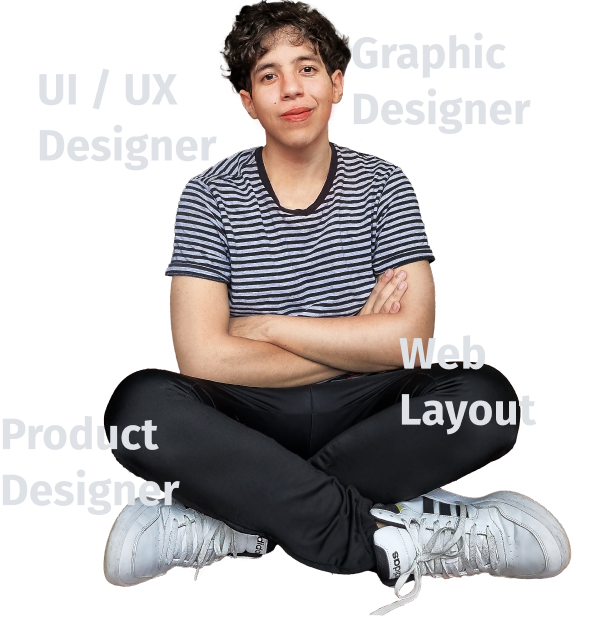 Graphic
Designer
UI / UX
Designer
Web
Layout
Product
Designer